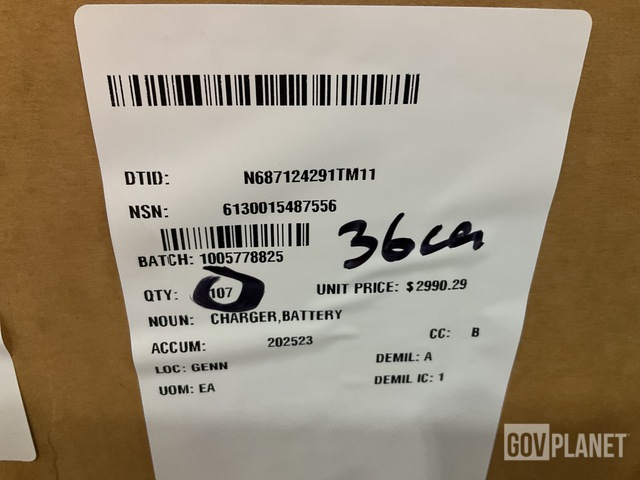 DTID: N687124291TM11
NSN: 6130015487556
36ea
BATCH: 1005778825
QTY: 107 UNIT PRICE: $2990.29
NOUN: CHARGER,BATTERY
ACCUM: 202523 CC: B
LOC: GENN DEMIL: A
UOM: EA DEMIL IC: 1
GOVPLANET